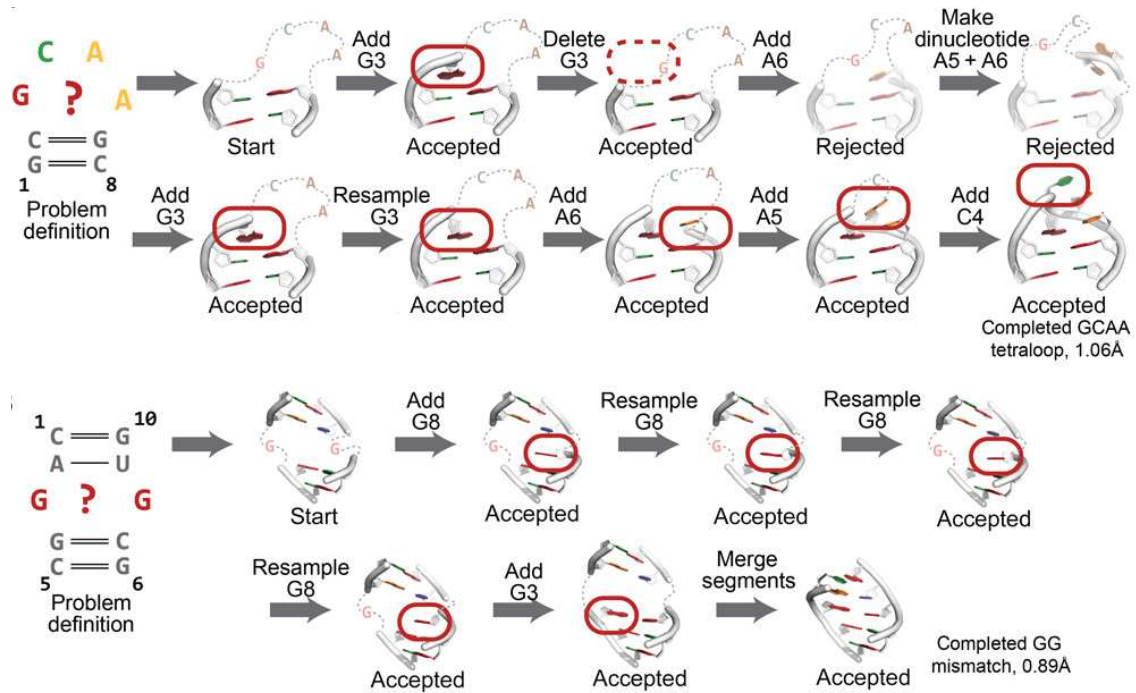 C A
G ? A
C G
G C
1 8
Problem
definition
G C A A
Start
Add
G3
C A A
Accepted
Delete
G3
G C A A
Accepted
Add
A6
G C A A
Rejected
Make
dinucleotide
A5 + A6
G C
Rejected
Add
G3
C A A
Accepted
Resample
G3
C A A
Accepted
Add
A6
C A
Accepted
Add
A5
C
Accepted
Add
C4
Accepted
Completed GCAA
tetraloop, 1.06Å
1 10
C G
A U
G ? G
G C
C G
5 6
Problem
definition
G G
Start
Add
G8
G
Accepted
Resample
G8
G
Accepted
Resample
G8
G
Accepted
Resample
G8
G
Accepted
Add
G3
Accepted
Merge
segments
Accepted
Completed GG
mismatch, 0.89Å